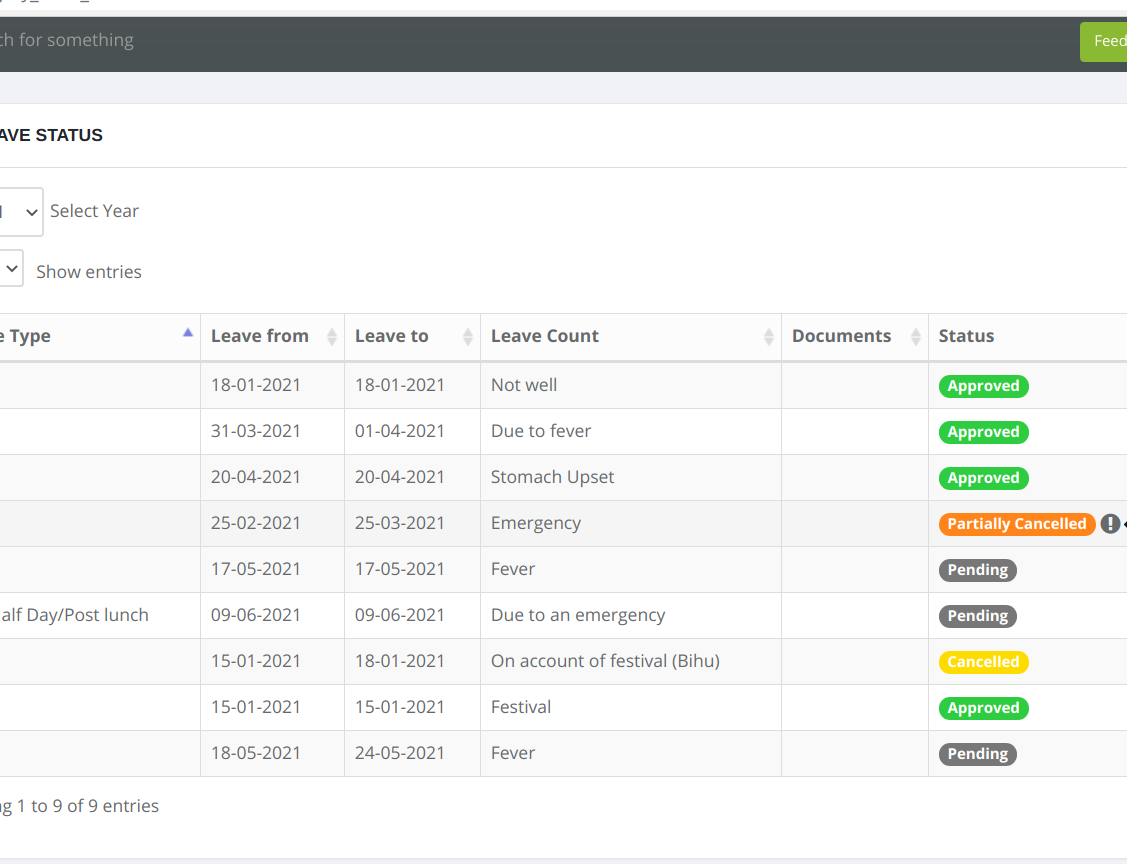 ch for something
Feed
AVE STATUS
Select Year
Show entries
e Type Leave from Leave to Leave Count Documents Status
18-01-2021 18-01-2021 Not well Approved
31-03-2021 01-04-2021 Due to fever Approved
20-04-2021 20-04-2021 Stomach Upset Approved
25-02-2021 25-03-2021 Emergency Partially Cancelled
17-05-2021 17-05-2021 Fever Pending
alf Day/Post lunch 09-06-2021 09-06-2021 Due to an emergency Pending
15-01-2021 18-01-2021 On account of festival (Bihu) Cancelled
15-01-2021 15-01-2021 Festival Approved
18-05-2021 24-05-2021 Fever Pending
g 1 to 9 of 9 entries